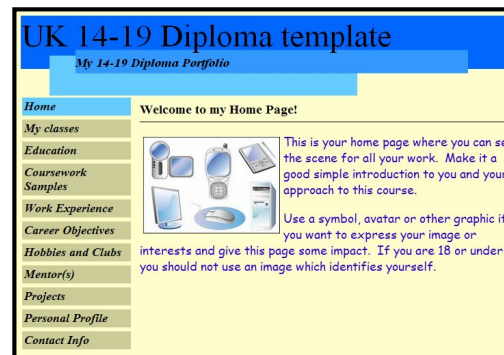 UK 14-19 Diploma template
My 14-19 Diploma Portfolio
Home
My classes
Education
Coursework
Samples
Work Experience
Career Objectives
Hobbies and Clubs
Mentor(s)
Projects
Personal Profile
Contact Info
Welcome to my Home Page!
This is your home page where you can se
the scene for all your work. Make it a
good simple introduction to you and your
approach to this course.
Use a symbol, avatar or other graphic if
you want to express your image or
interests and give this page some impact. If you are 18 or under
you should not use an image which identifies yourself.